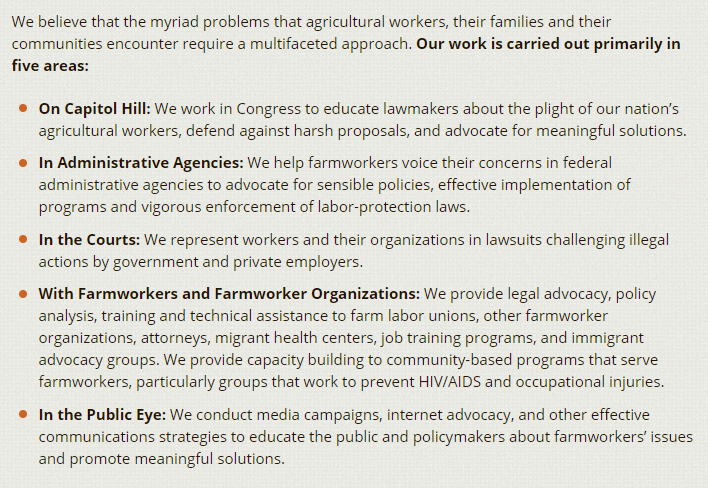 We believe that the myriad problems that agricultural workers, their families and their
communities encounter require a multifaceted approach. Our work is carried out primarily in
five areas:
On Capitol Hill: We work in Congress to educate lawmakers about the plight of our nation's
agricultural workers, defend against harsh proposals, and advocate for meaningful solutions.
In Administrative Agencies: We help farmworkers voice their concerns in federal
administrative agencies to advocate for sensible policies, effective implementation of
programs and vigorous enforcement of labor-protection laws.
In the Courts: We represent workers and their organizations in lawsuits challenging illegal
actions by government and private employers.
With Farmworkers and Farmworker Organizations: We provide legal advocacy, policy
analysis, training and technical assistance to farm labor unions, other farmworker
organizations, attorneys, migrant health centers, job training programs, and immigrant
advocacy groups. We provide capacity building to community-based programs that serve
farmworkers, particularly groups that work to prevent HIV/AIDS and occupational injuries.
In the Public Eye: We conduct media campaigns, internet advocacy, and other effective
communications strategies to educate the public and policymakers about farmworkers' issues
and promote meaningful solutions.